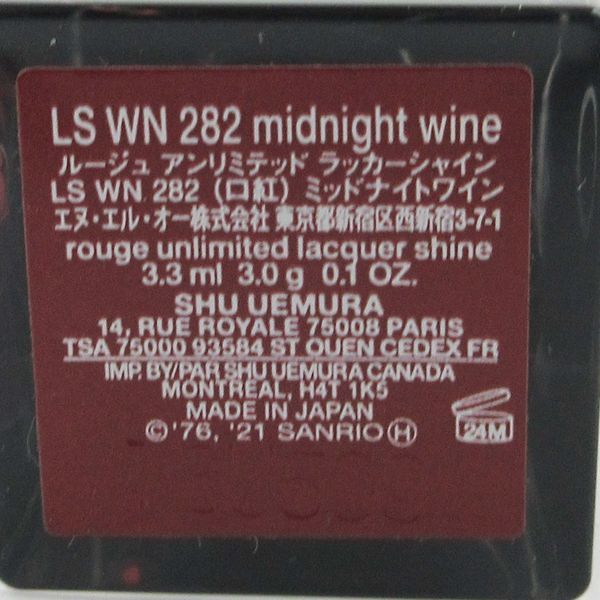 LS WN 282 midnight wine
ルージュ アンリミテッド ラッカーシャイン
LS WN 282 (口紅) ミッドナイトワイン
エヌ・エル・オー株式会社 東京都新宿区西新宿3-7-1
rouge unlimited lacquer shine
3.3 ml 3.0 g 0.1 OZ.
SHU UEMURA
14, RUE ROYALE 75008 PARIS
TSA 75000 93584 ST OUEN CEDEX FR
IMP. BY/PAR SHU UEMURA CANADA
MONTREAL, H4T 1K5
MADE IN JAPAN
©'76, '21 SANRIO Ⓗ
24M